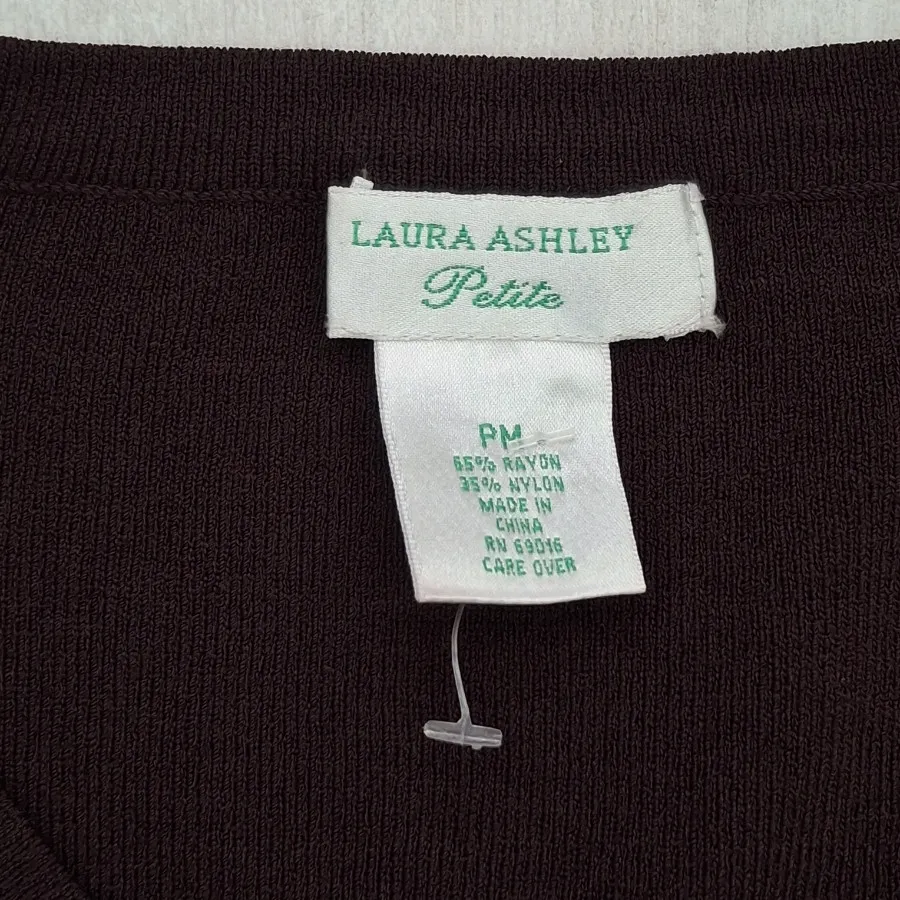 LAURA ASHLEY
Petite
PM
65% RAYON
35% NYLON
MADE IN
CHINA
RN 69016
CARE OVER